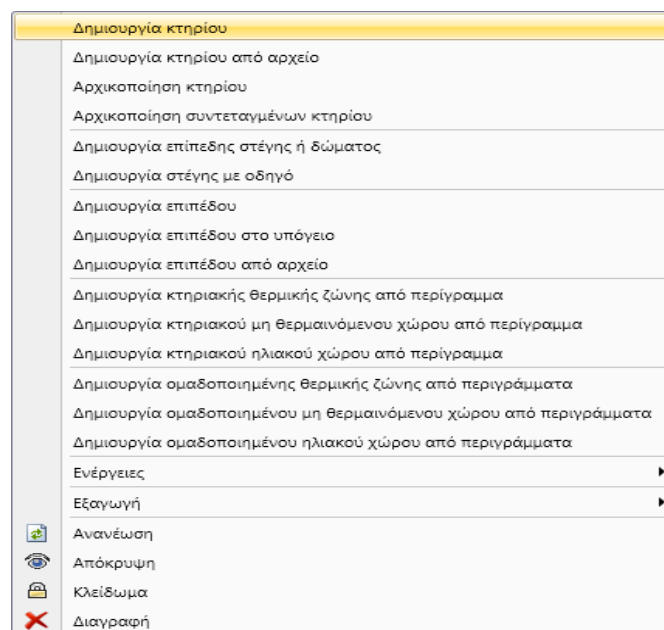 Δημιουργία κτηρίου
Δημιουργία κτηρίου από αρχείο
Αρχικοποίηση κτηρίου
Αρχικοποίηση συντεταγμένων κτηρίου
Δημιουργία επίπεδης στέγης ή δώματος
Δημιουργία στέγης με οδηγό
Δημιουργία επιπέδου
Δημιουργία επιπέδου στο υπόγειο
Δημιουργία επιπέδου από αρχείο
Δημιουργία κτηριακής θερμικής ζώνης από περίγραμμα
Δημιουργία κτηριακού μη θερμαινόμενου χώρου από περίγραμμα
Δημιουργία κτηριακού ηλιακού χώρου από περίγραμμα
Δημιουργία ομαδοποιημένης θερμικής ζώνης από περιγράμματα
Δημιουργία ομαδοποιημένου μη θερμαινόμενου χώρου από περιγράμματα
Δημιουργία ομαδοποιημένου ηλιακού χώρου από περιγράμματα
Ενέργειες
Εξαγωγή
Ανανέωση
Απόκρυψη
Κλείδωμα
Διαγραφή